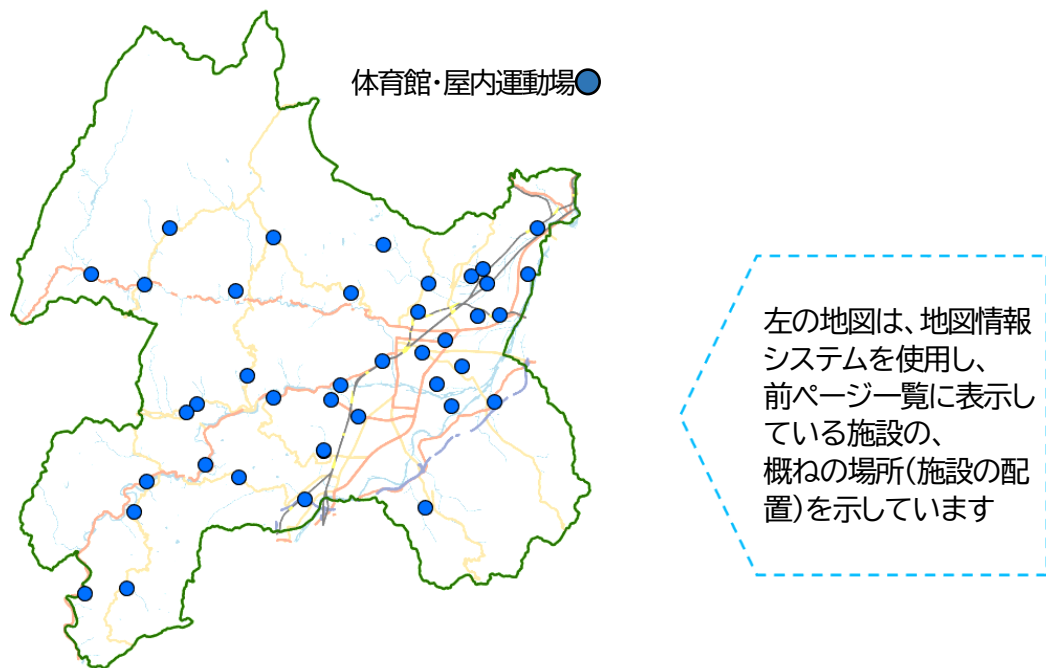 体育館・屋内運動場
左の地図は、地図情報
システムを使用し、
前ページ一覧に表示し
ている施設の、
概ねの場所(施設の配
置)を示しています